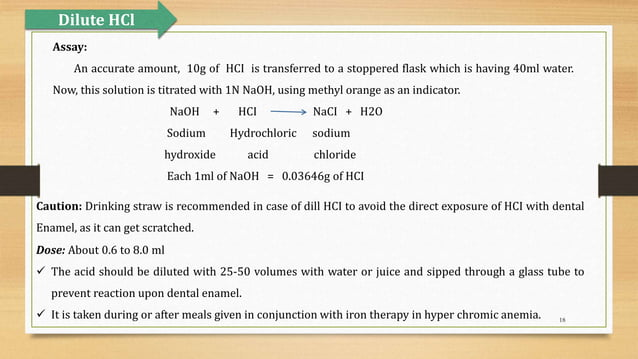 Dilute HCl
Assay:
An accurate amount, 10g of HCI is transferred to a stoppered flask which is having 40ml water.
Now, this solution is titrated with 1N NaOH, using methyl orange as an indicator.
NaOH + HCI NaCI + H2O
Sodium Hydrochloric sodium
hydroxide acid chloride
Each 1ml of NaOH = 0.03646g of HCI
Caution: Drinking straw is recommended in case of dill HCI to avoid the direct exposure of HCI with dental
Enamel, as it can get scratched.
Dose: About 0.6 to 8.0 ml
✓ The acid should be diluted with 25-50 volumes with water or juice and sipped through a glass tube to
prevent reaction upon dental enamel.
✓ It is taken during or after meals given in conjunction with iron therapy in hyper chromic anemia.
18